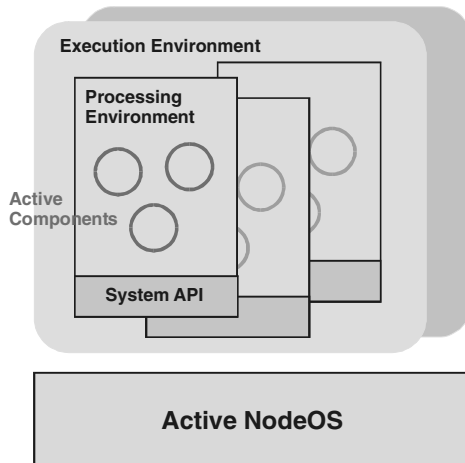 Execution Environment
Processing
Environment
Active
Components
System API
Active NodeOS